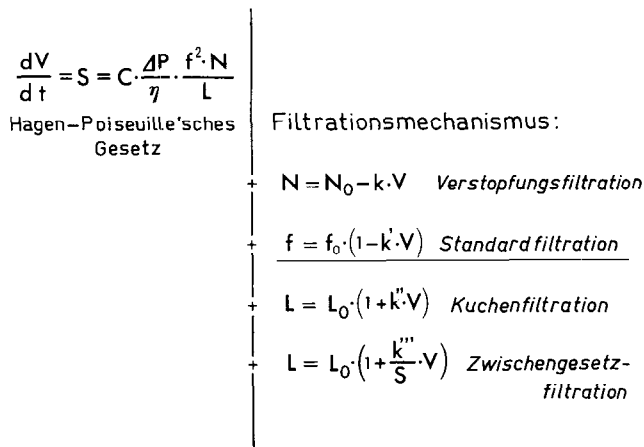 dV/dt = S = C·ΔP/η·f²·N/L
Hagen-Poiseuille'sches
Gesetz
Filtrationsmechanismus:
+ N = N₀-k·V Verstopfungsfiltration
+ f = f₀·(1-k'·V) Standardfiltration
+ L = L₀·(1+k''·V) Kuchenfiltration
+ L = L₀·(1+k'''/S·V) Zwischengesetz-
filtration